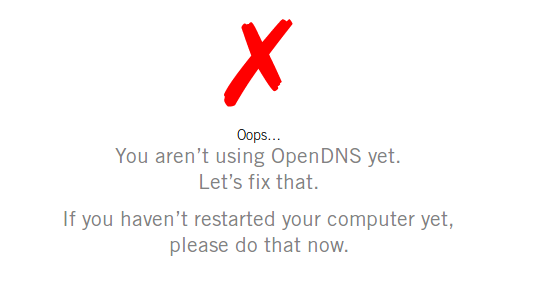 Oops...
You aren't using OpenDNS yet.
Let's fix that.
If you haven't restarted your computer yet,
please do that now.